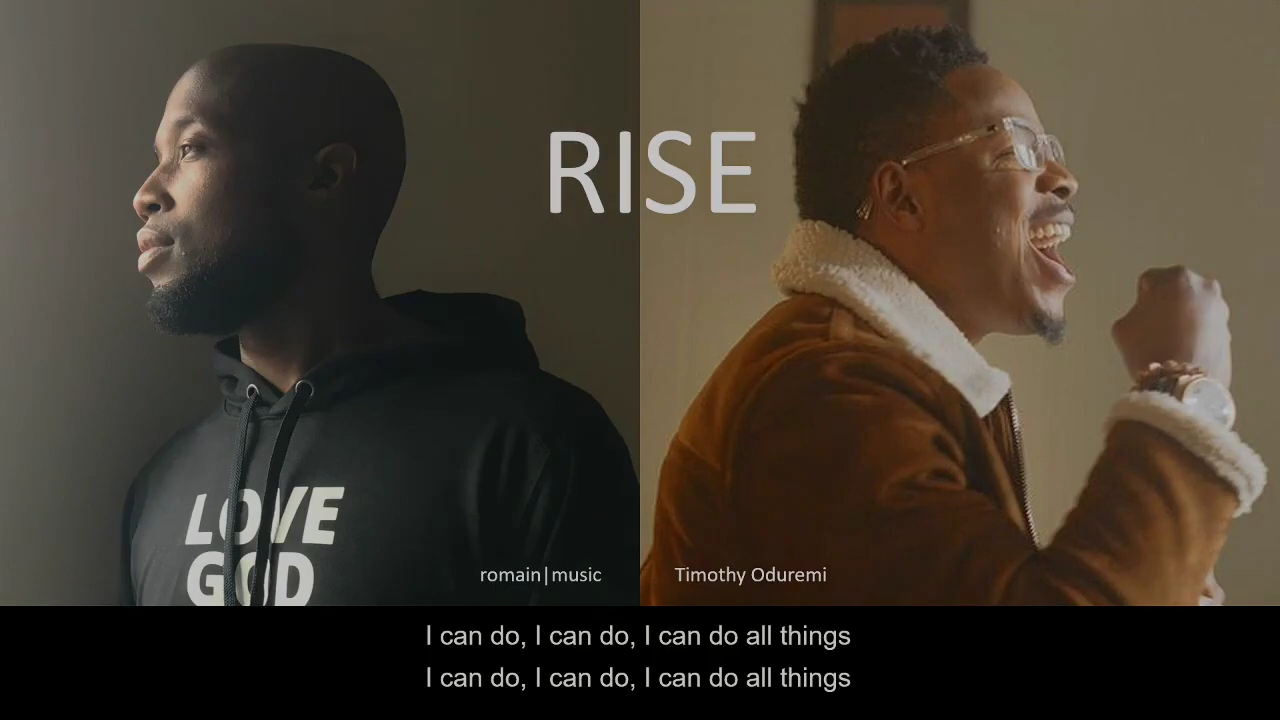 RISE
LOVE
GOD
romain|music
Timothy Oduremi
I can do, I can do, I can do all things
I can do, I can do, I can do all things